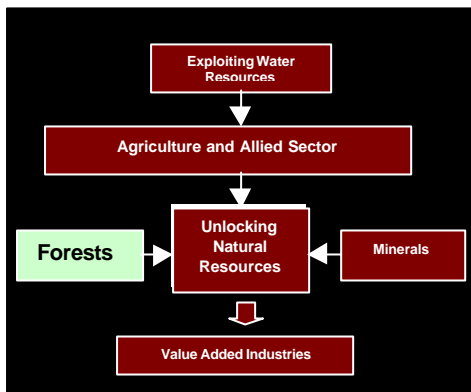 Exploiting Water
Resources
Agriculture and Allied Sector
Unlocking
Natural
Resources
Forests
Minerals
Value Added Industries